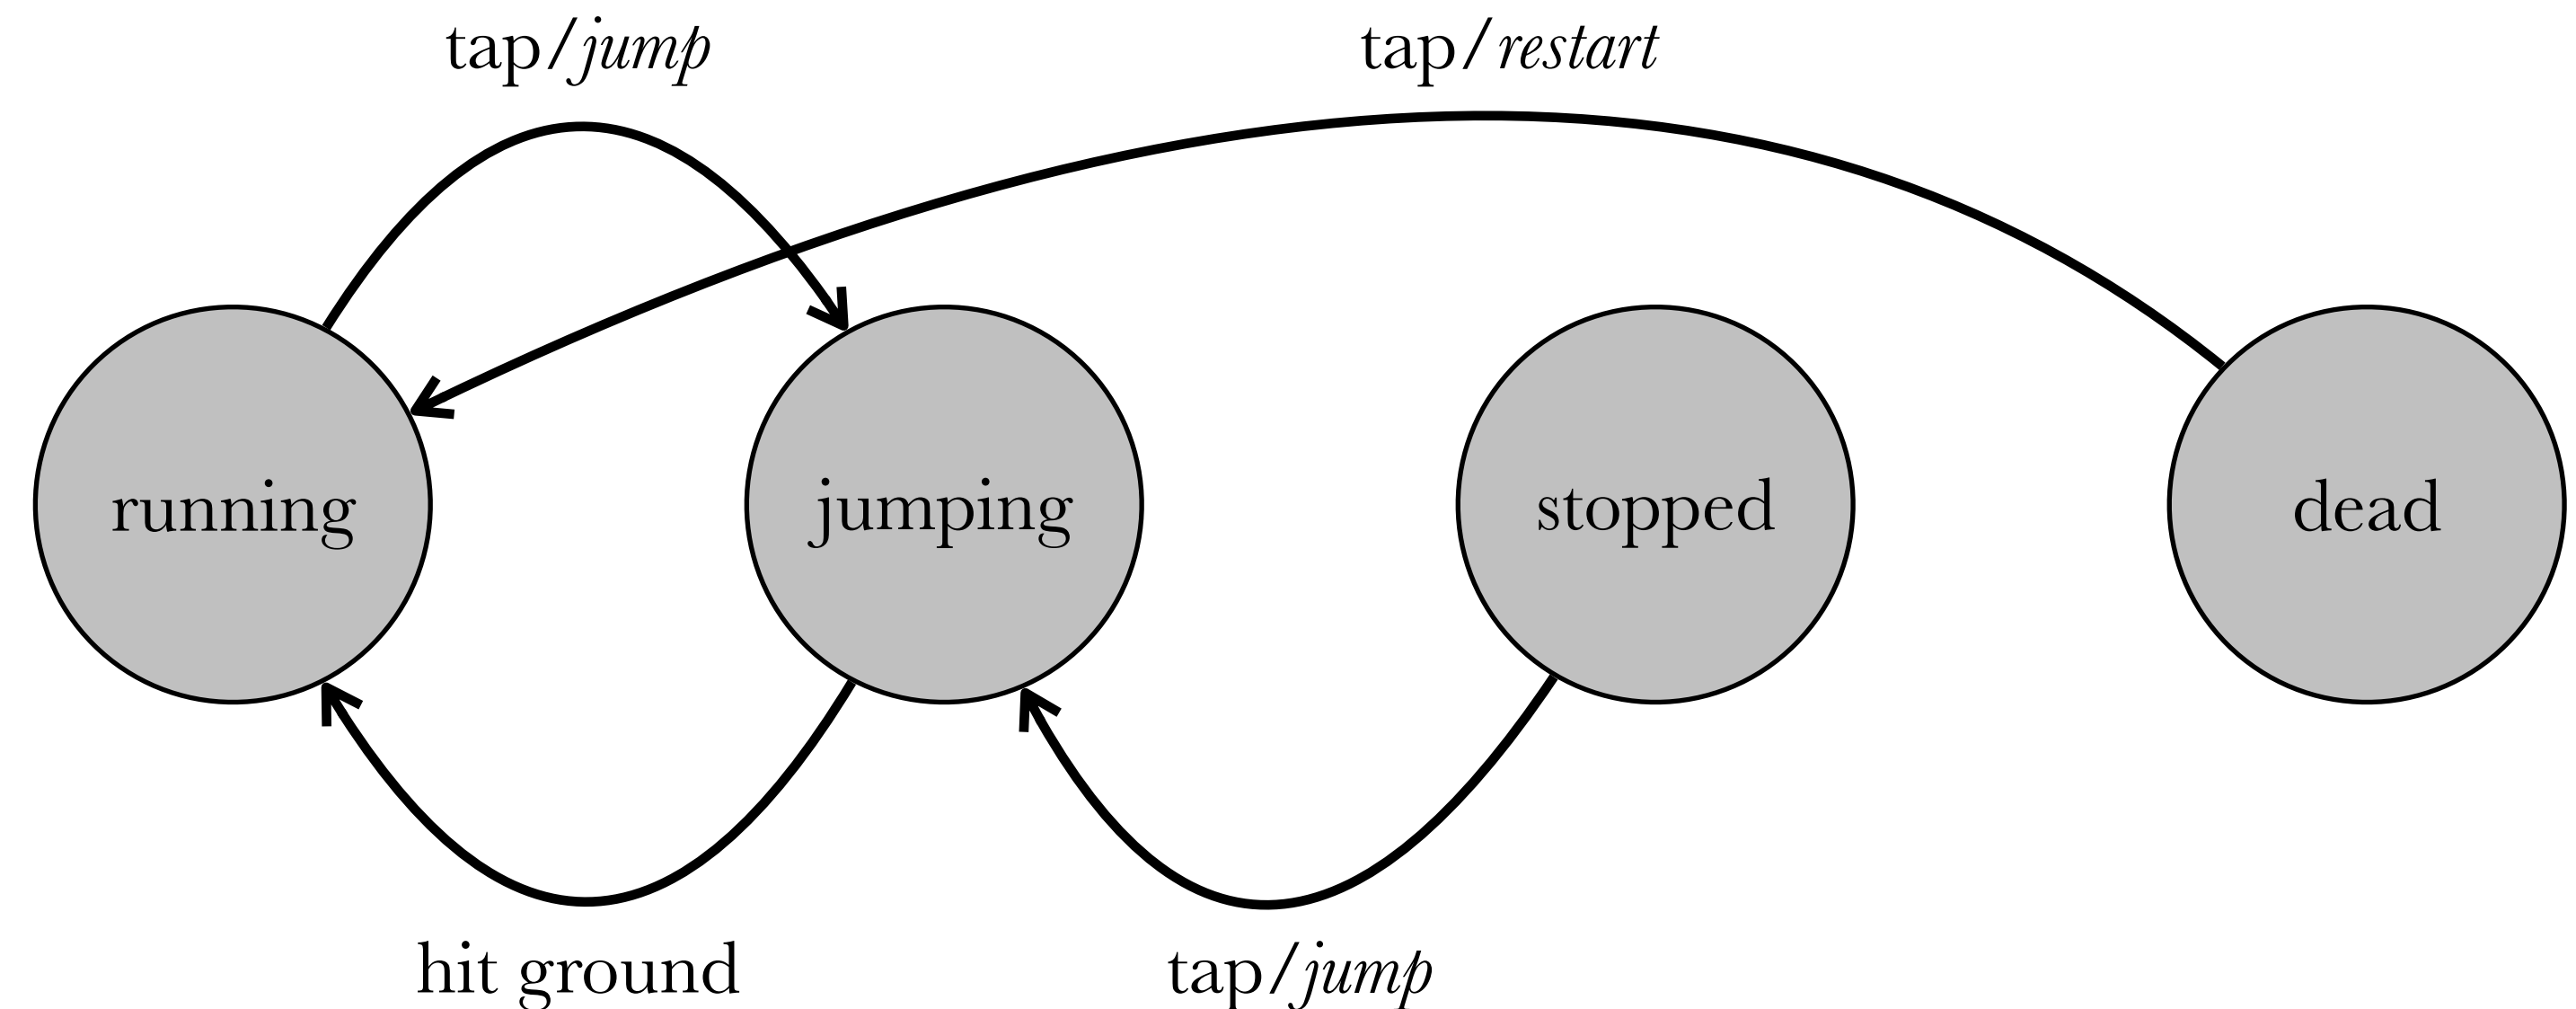 tap/jump
tap/restart
running
jumping
stopped
dead
hit ground
tap/jump